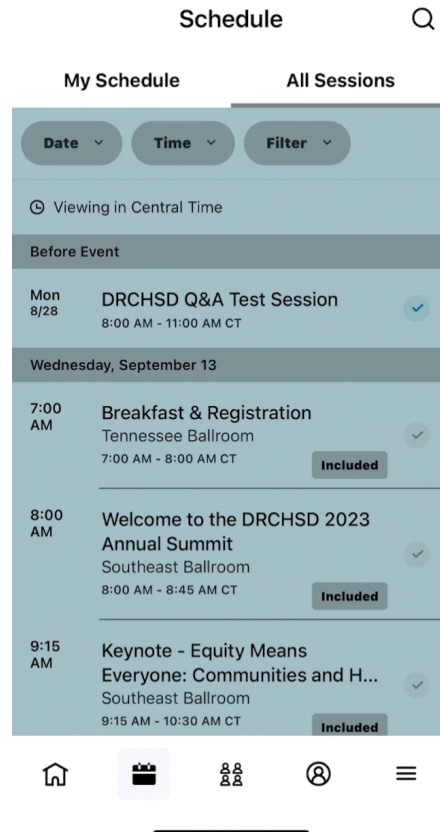 Schedule
My Schedule
All Sessions
Date
Time
Filter
Viewing in Central Time
Before Event
Mon
8/28
DRCHSD Q&A Test Session
8:00 AM - 11:00 AM CT
Wednesday, September 13
7:00
AM
Breakfast & Registration
Tennessee Ballroom
7:00 AM - 8:00 AM CT
Included
8:00
AM
Welcome to the DRCHSD 2023
Annual Summit
Southeast Ballroom
8:00 AM - 8:45 AM CT
Included
9:15
AM
Keynote - Equity Means
Everyone: Communities and H...
Southeast Ballroom
9:15 AM - 10:30 AM CT
Included